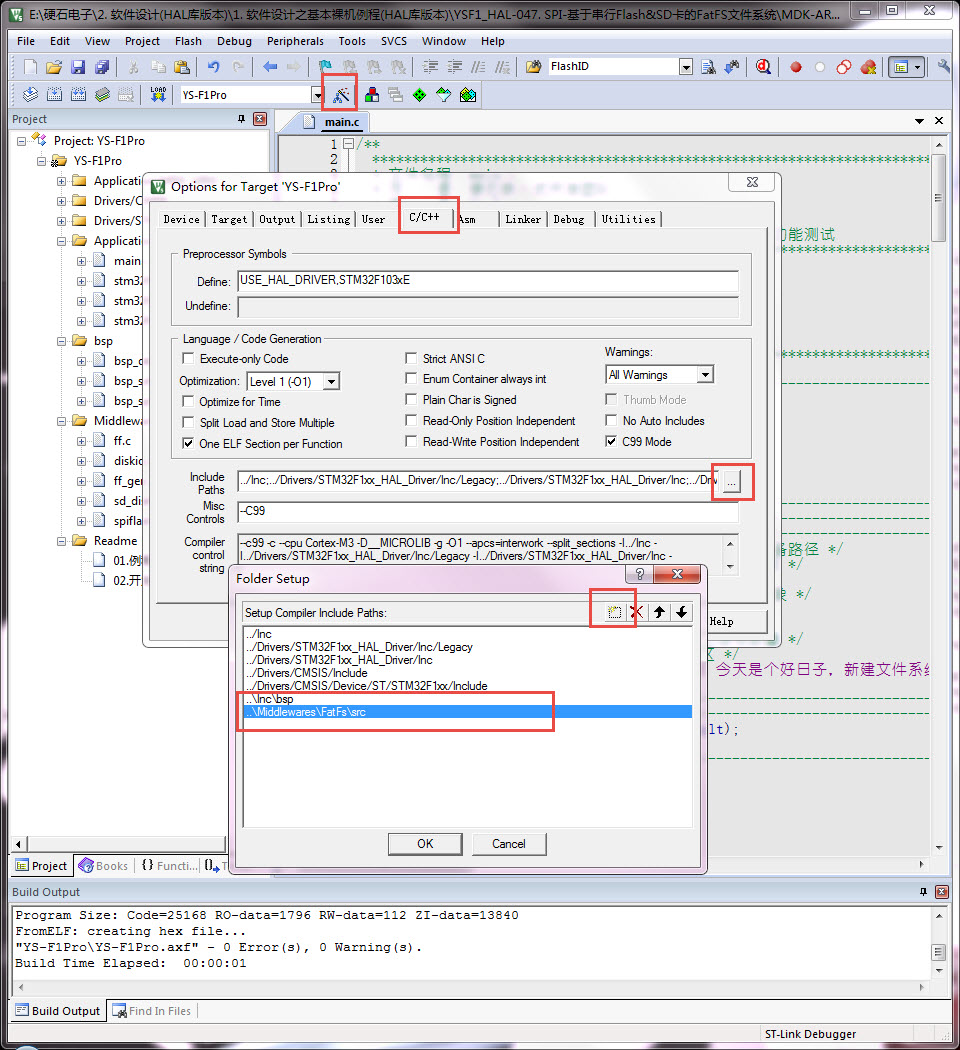 E:\硬石电子\2. 软件设计(HAL库版本)\1. 软件设计之基本裸机例程(HAL库版本)\YSF1_HAL-047. SPI-基于串行Flash&SD卡的FatFS文件系统\MDK-AR...
File Edit View Project Flash Debug Peripherals Tools SVCS Window Help
FlashID
LOAD YS-F1Pro
Project
main.c
Project: YS-F1Pro
YS-F1Pro
Applicati
Drivers/C
Drivers/S
Applicati
main
stm32
stm32
stm32
bsp
bsp_
bsp_s
bsp_s
Middlewa
ff.c
diskio
ff_ger
sd_di
spifla
Readme
01.例
02.开
1 /**
2
3
能测试
路径 */
*/
*/
*/
*/
今天是个好日子，新建文件系统
lt);
Options for Target 'YS-F1Pro'
Device Target Output Listing User C/C++ Asm Linker Debug Utilities
Preprocessor Symbols
Define: USE_HAL_DRIVER,STM32F103xE
Undefine:
Language / Code Generation
Execute-only Code
Strict ANSI C
Warnings:
Optimization: Level 1 (-O1)
Enum Container always int
All Warnings
Optimize for Time
Plain Char is Signed
Thumb Mode
Split Load and Store Multiple
Read-Only Position Independent
No Auto Includes
One ELF Section per Function
Read-Write Position Independent
C99 Mode
Include Paths
../Inc;../Drivers/STM32F1xx_HAL_Driver/Inc/Legacy;../Drivers/STM32F1xx_HAL_Driver/Inc;../Driv
...
Misc Controls
--C99
Compiler control string
--c99 -c --cpu Cortex-M3 -D__MICROLIB -g -O1 --apcs=interwork --split_sections -I../Inc -
I../Drivers/STM32F1xx_HAL_Driver/Inc/Legacy -I../Drivers/STM32F1xx_HAL_Driver/Inc -
Help
Folder Setup
Setup Compiler Include Paths:
../Inc
../Drivers/STM32F1xx_HAL_Driver/Inc/Legacy
../Drivers/STM32F1xx_HAL_Driver/Inc
../Drivers/CMSIS/Include
../Drivers/CMSIS/Device/ST/STM32F1xx/Include
..\Inc\bsp
..\Middlewares\FatFs\src
OK Cancel
Project Books {} Functi... T
Build Output
Program Size: Code=25168 RO-data=1796 RW-data=112 ZI-data=13840
FromELF: creating hex file...
"YS-F1Pro\YS-F1Pro.axf" - 0 Error(s), 0 Warning(s).
Build Time Elapsed:  00:00:01
Build Output Find In Files
ST-Link Debugger